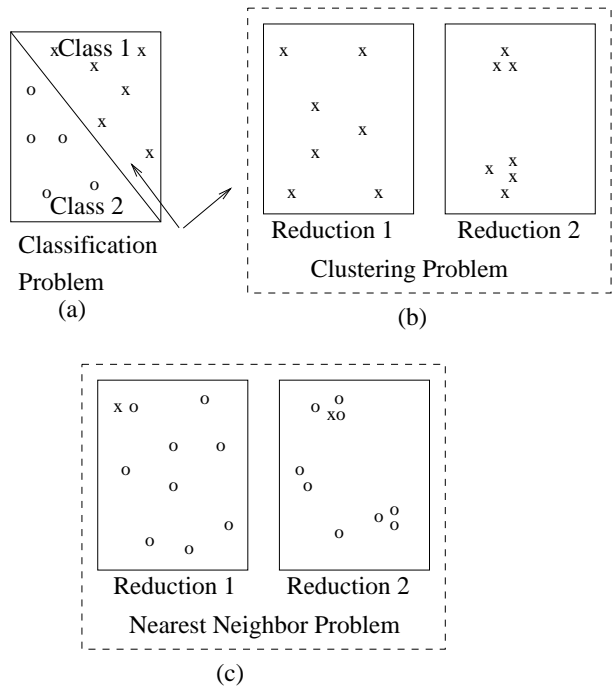 Class 1
Class 2
Classification
Problem
(a)
Reduction 1
Reduction 2
Clustering Problem
(b)
Reduction 1
Reduction 2
Nearest Neighbor Problem
(c)